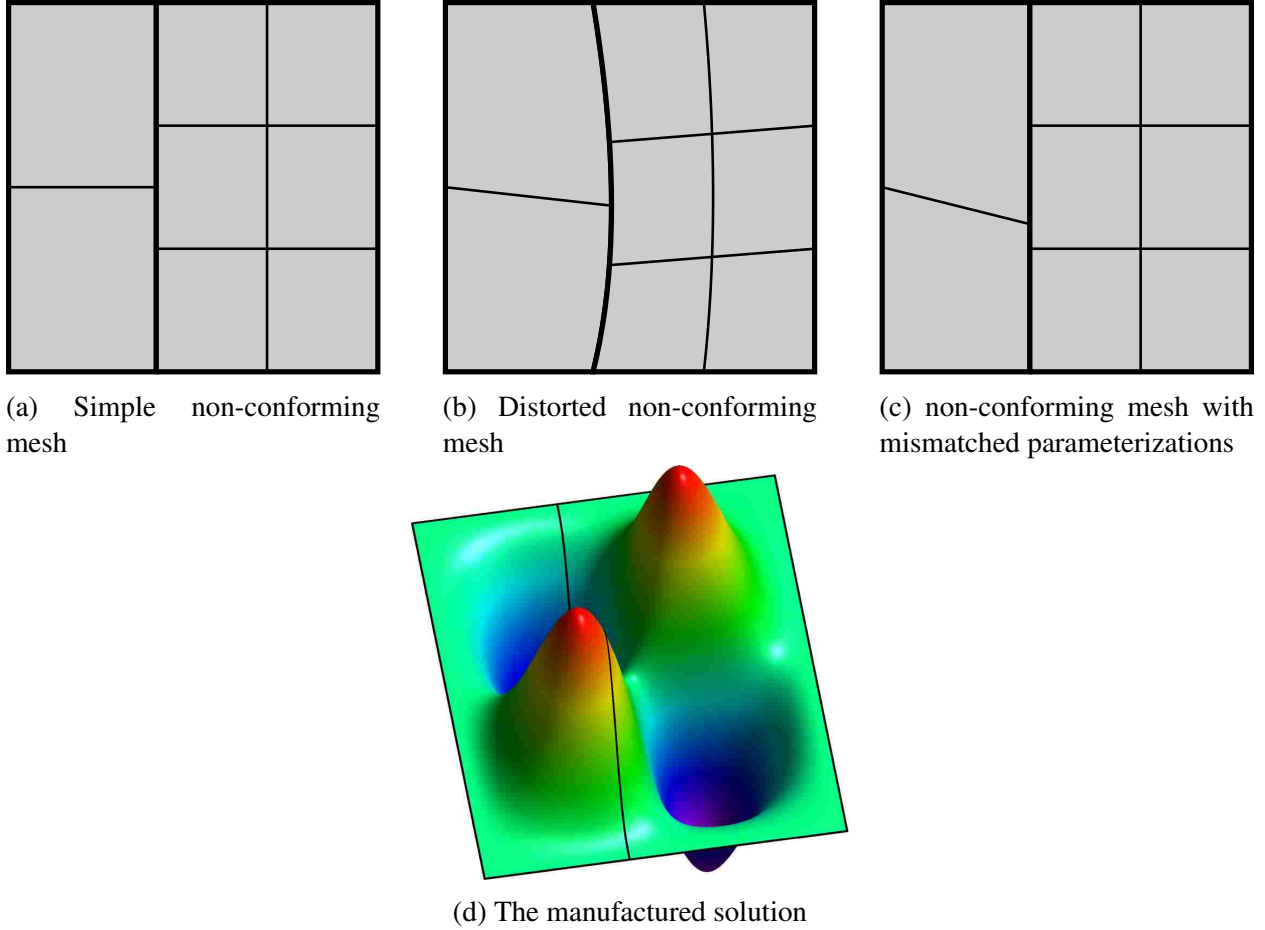 (a) Simple non-conforming
mesh
(b) Distorted non-conforming
mesh
(c) non-conforming mesh with
mismatched parameterizations
(d) The manufactured solution